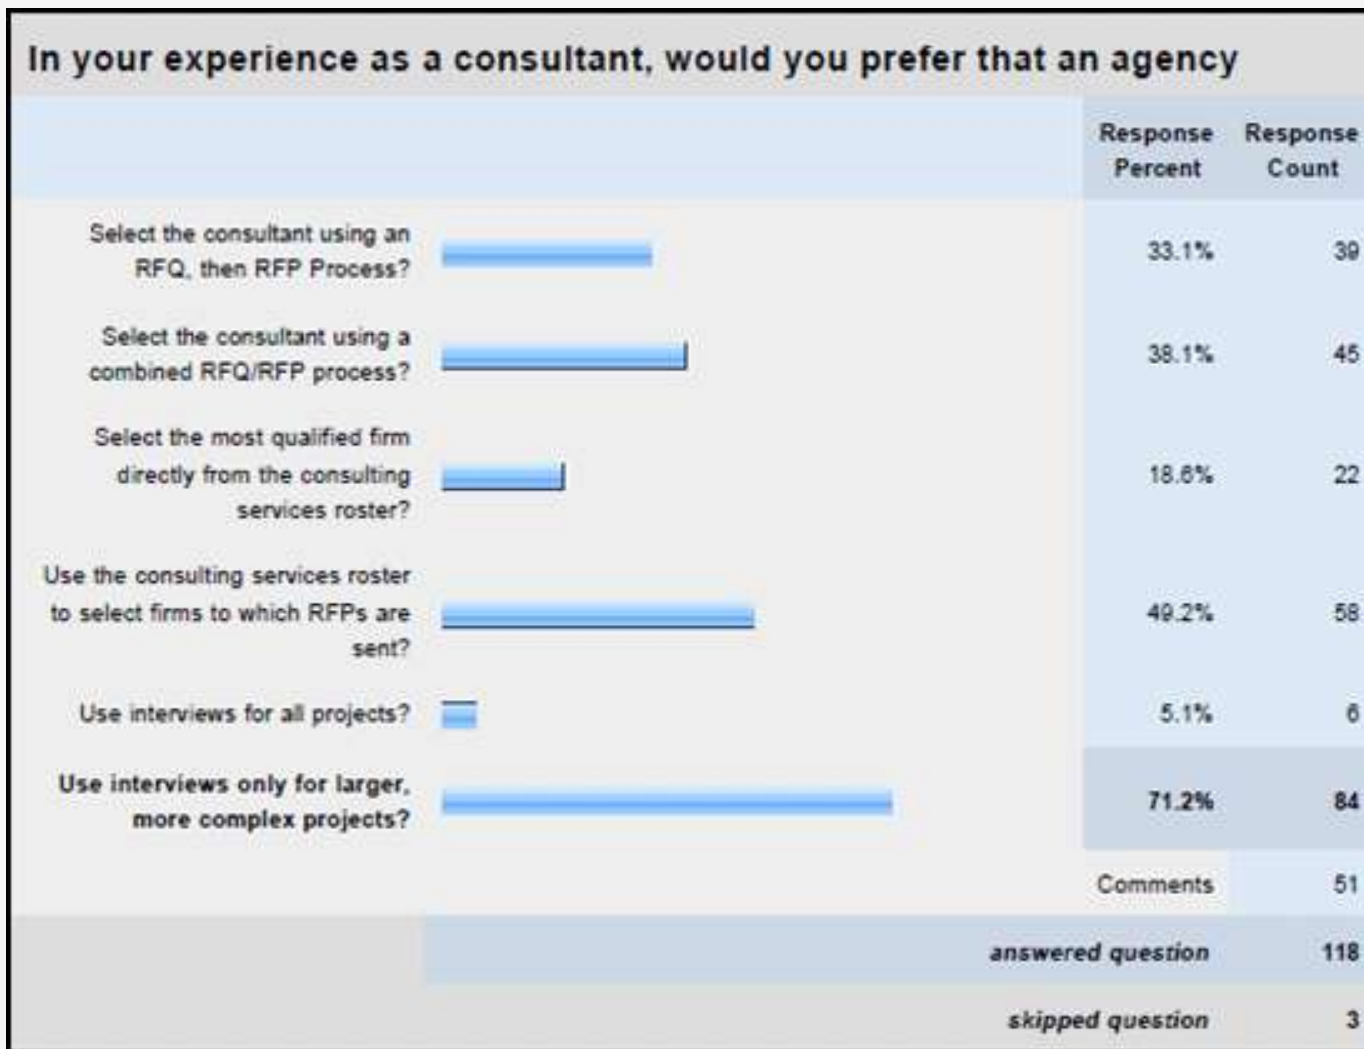 In your experience as a consultant, would you prefer that an agency
Response Response
Percent Count
Select the consultant using an
RFQ, then RFP Process?
33.1% 39
Select the consultant using a
combined RFQ/RFP process?
38.1% 45
Select the most qualified firm
directly from the consulting
services roster?
18.6% 22
Use the consulting services roster
to select firms to which RFPs are
sent?
49.2% 58
Use interviews for all projects?
5.1% 6
Use interviews only for larger,
more complex projects?
71.2% 84
Comments 51
answered question 118
skipped question 3